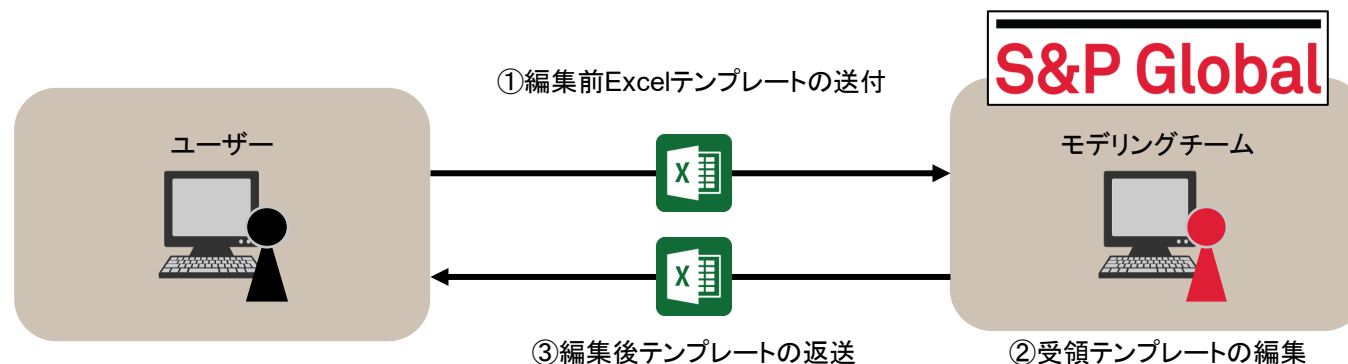 S&P Global
①編集前Excelテンプレートの送付
ユーザー
モデリングチーム
X
X
③編集後テンプレートの返送
②受領テンプレートの編集